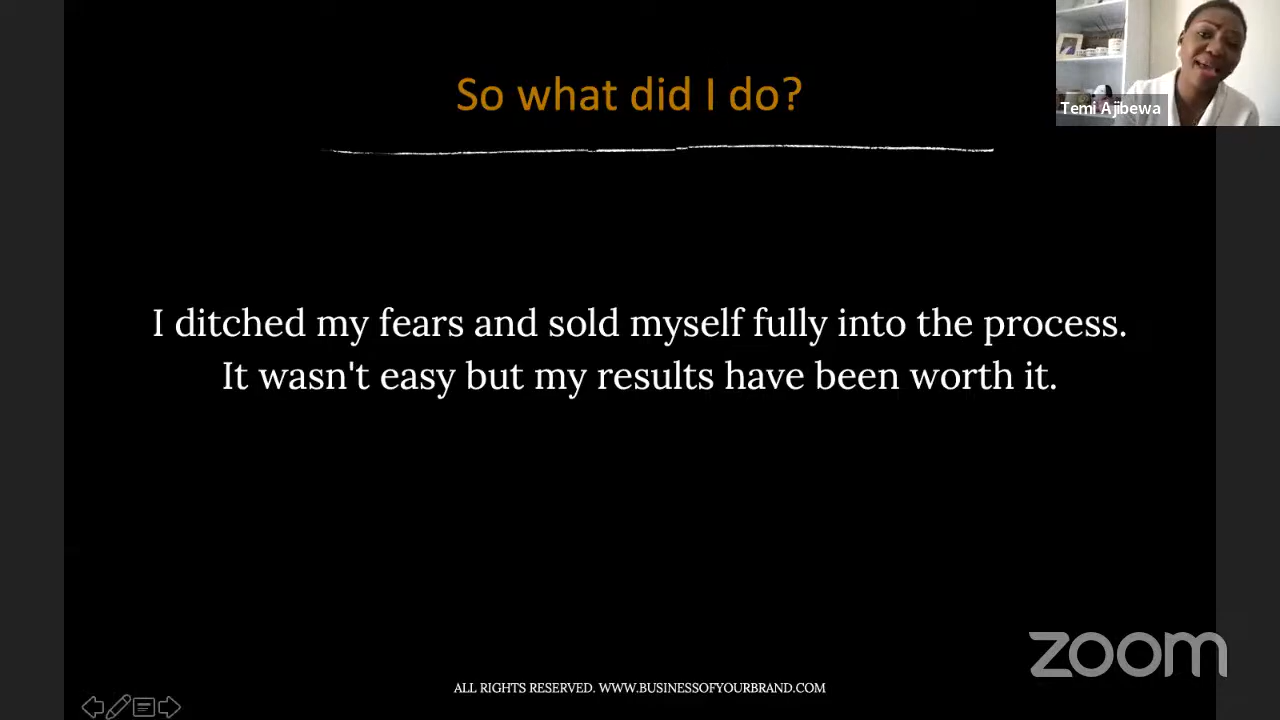 So what did I do?
Temi Ajibewa
I ditched my fears and sold myself fully into the process.
It wasn't easy but my results have been worth it.
zoom
ALL RIGHTS RESERVED. WWW.BUSINESSOFYOURBRAND.COM